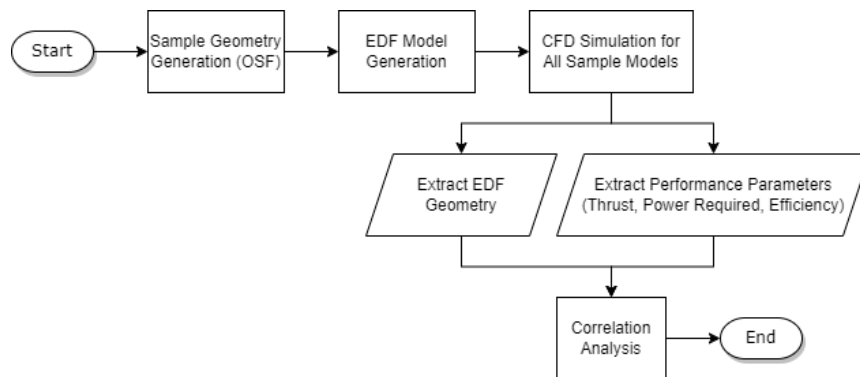 Start
Sample Geometry
Generation (OSF)
EDF Model
Generation
CFD Simulation for
All Sample Models
Extract EDF
Geometry
Extract Performance Parameters
(Thrust, Power Required, Efficiency)
Correlation
Analysis
End